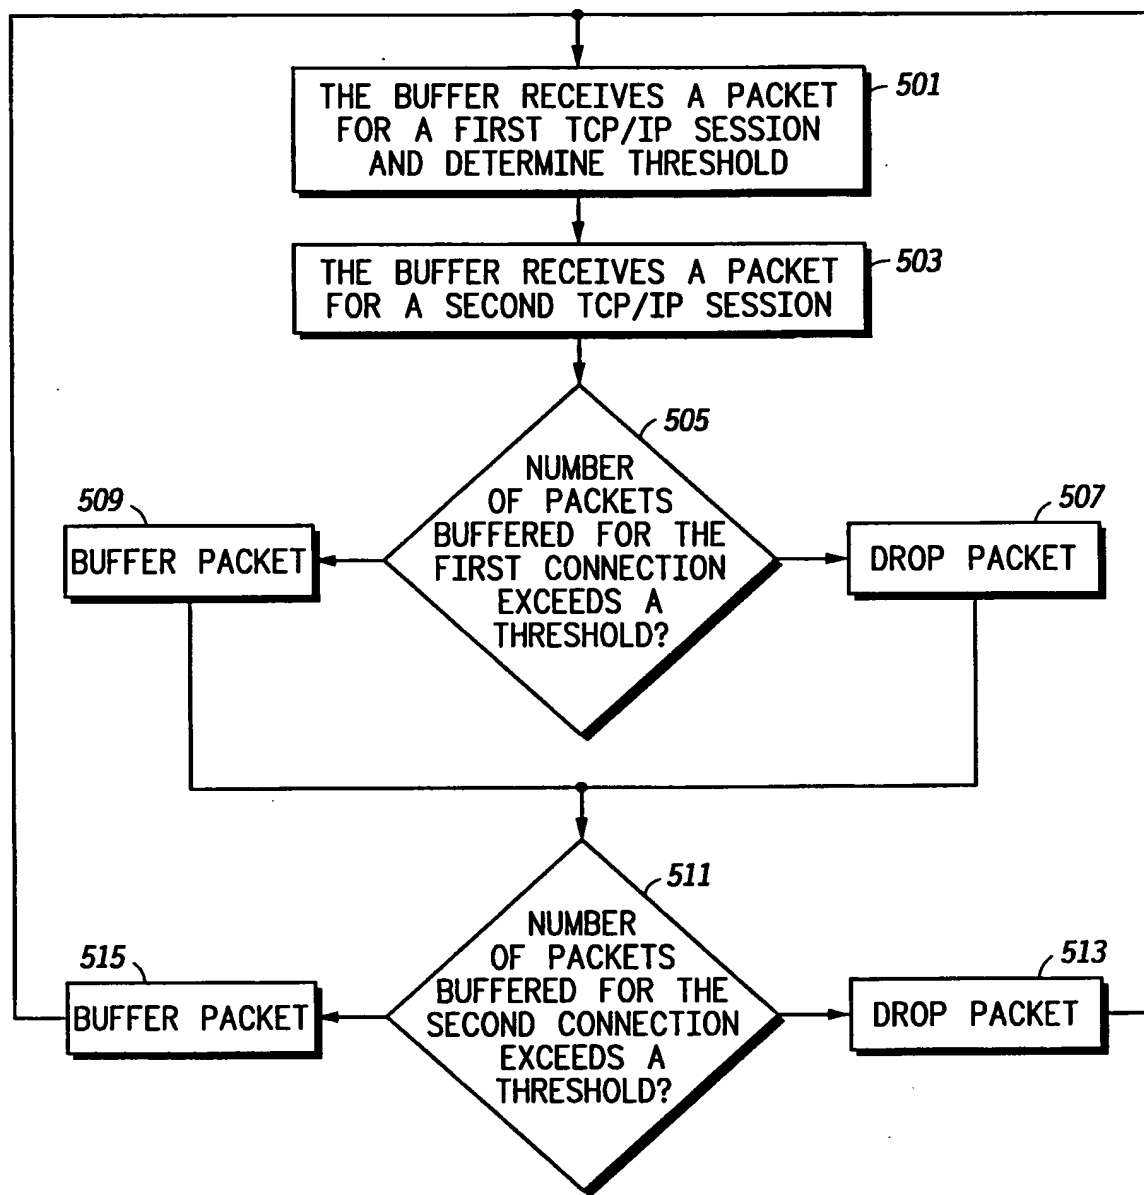 THE BUFFER RECEIVES A PACKET
FOR A FIRST TCP/IP SESSION
AND DETERMINE THRESHOLD
501
THE BUFFER RECEIVES A PACKET
FOR A SECOND TCP/IP SESSION
503
505
NUMBER
OF PACKETS
BUFFERED FOR THE
FIRST CONNECTION
EXCEEDS A
THRESHOLD?
509
BUFFER PACKET
507
DROP PACKET
511
NUMBER
OF PACKETS
BUFFERED FOR THE
SECOND CONNECTION
EXCEEDS A
THRESHOLD?
515
BUFFER PACKET
513
DROP PACKET